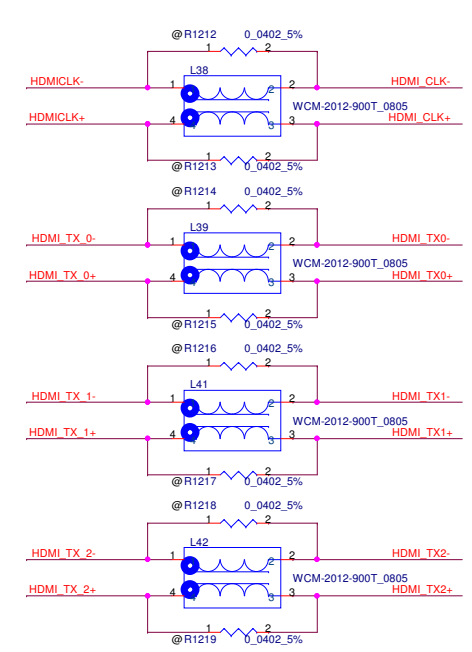 @R1212 0_0402_5%
1 2
L38
HDMICLK- 1 2 2 HDMI_CLK-
WCM-2012-900T_0805
HDMICLK+ 4 4 3 3 HDMI_CLK+
1 2
@R1213 0_0402_5%
@R1214 0_0402_5%
1 2
L39
HDMI_TX_0- 1 2 2 HDMI_TX0-
WCM-2012-900T_0805
HDMI_TX_0+ 4 4 3 3 HDMI_TX0+
1 2
@R1215 0_0402_5%
@R1216 0_0402_5%
1 2
L41
HDMI_TX_1- 1 2 2 HDMI_TX1-
WCM-2012-900T_0805
HDMI_TX_1+ 4 4 3 3 HDMI_TX1+
1 2
@R1217 0_0402_5%
@R1218 0_0402_5%
1 2
L42
HDMI_TX_2- 1 2 2 HDMI_TX2-
WCM-2012-900T_0805
HDMI_TX_2+ 4 4 3 3 HDMI_TX2+
1 2
@R1219 0_0402_5%